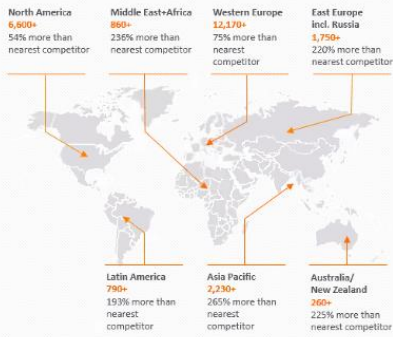 North America
6,600+
54% more than
nearest competitor
Middle East+Africa
860+
236% more than
nearest competitor
Western Europe
12,170+
75% more than
nearest
competitor
East Europe
incl. Russia
1,750+
220% more than
nearest competitor
Latin America
790+
193% more than
nearest
competitor
Asia Pacific
2,230+
265% more than
nearest
competitor
Australia/
New Zealand
260+
225% more than
nearest competitor